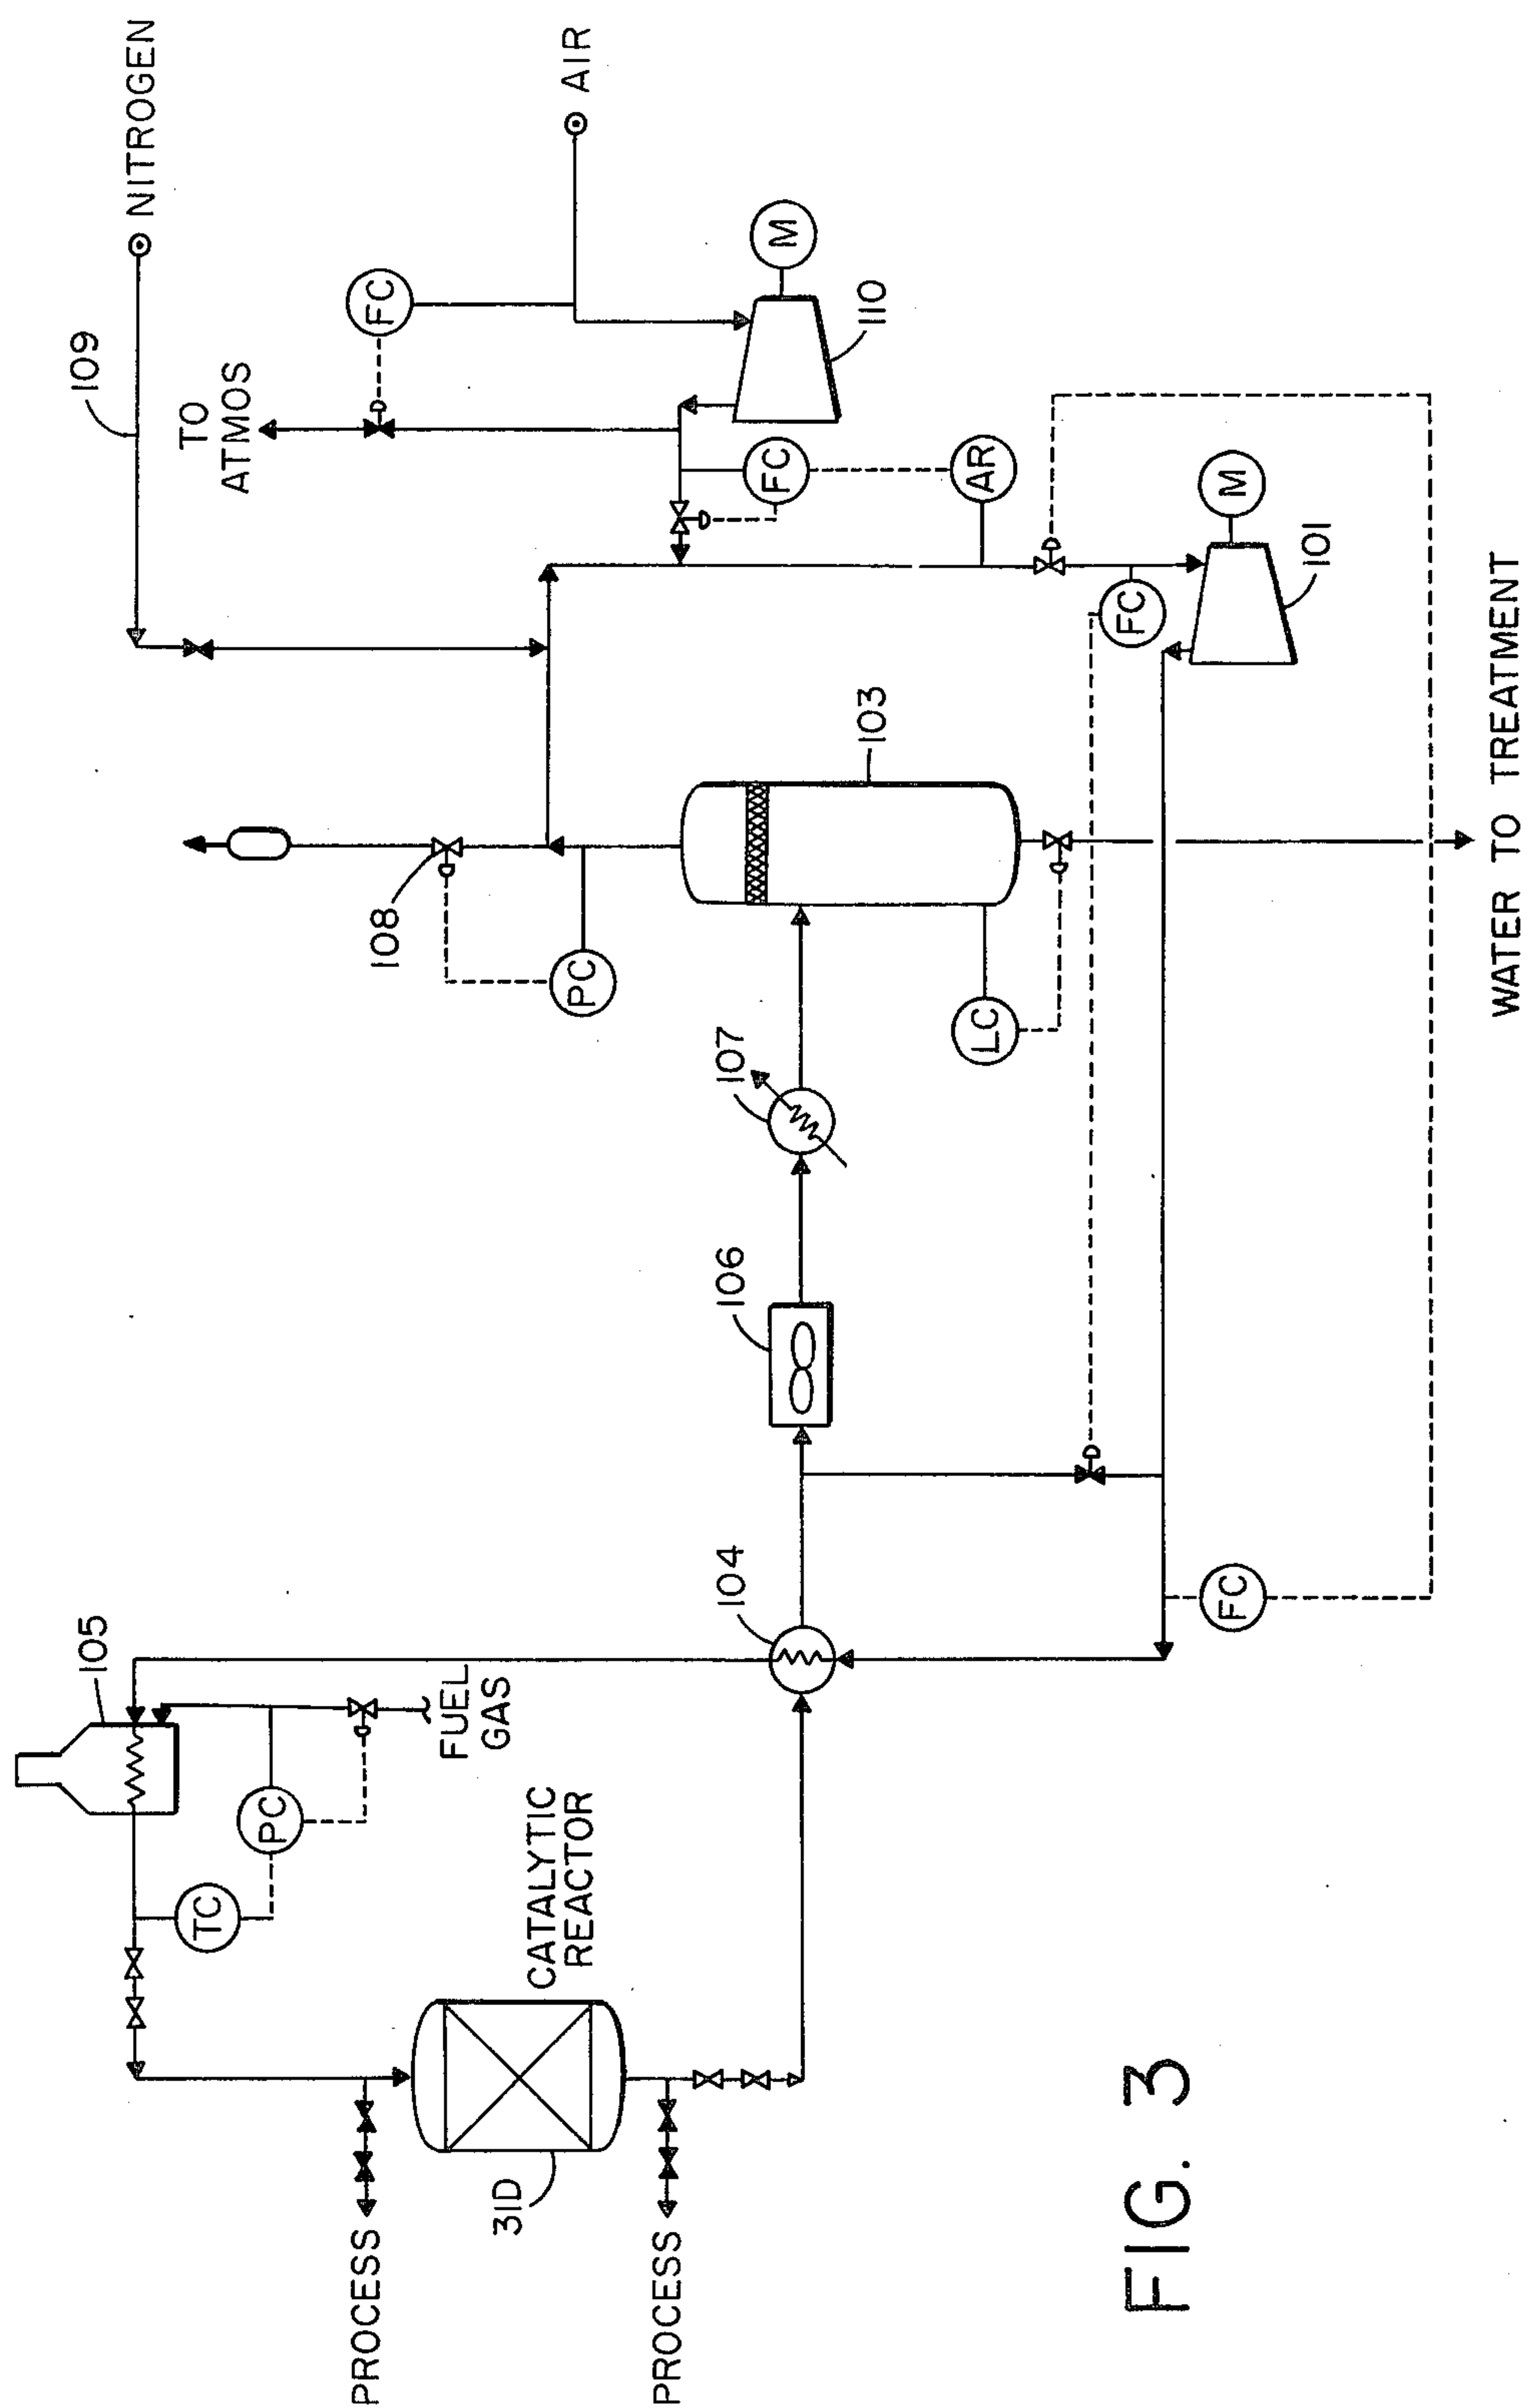 NITROGEN
109
AIR
TO
ATMOS
FC
M
110
FC
AR
M
101
FC
103
108
PC
LC
107
106
104
FC
105
FUEL
GAS
PC
TC
CATALYTIC
REACTOR
31D
PROCESS
PROCESS
WATER TO TREATMENT
FIG. 3